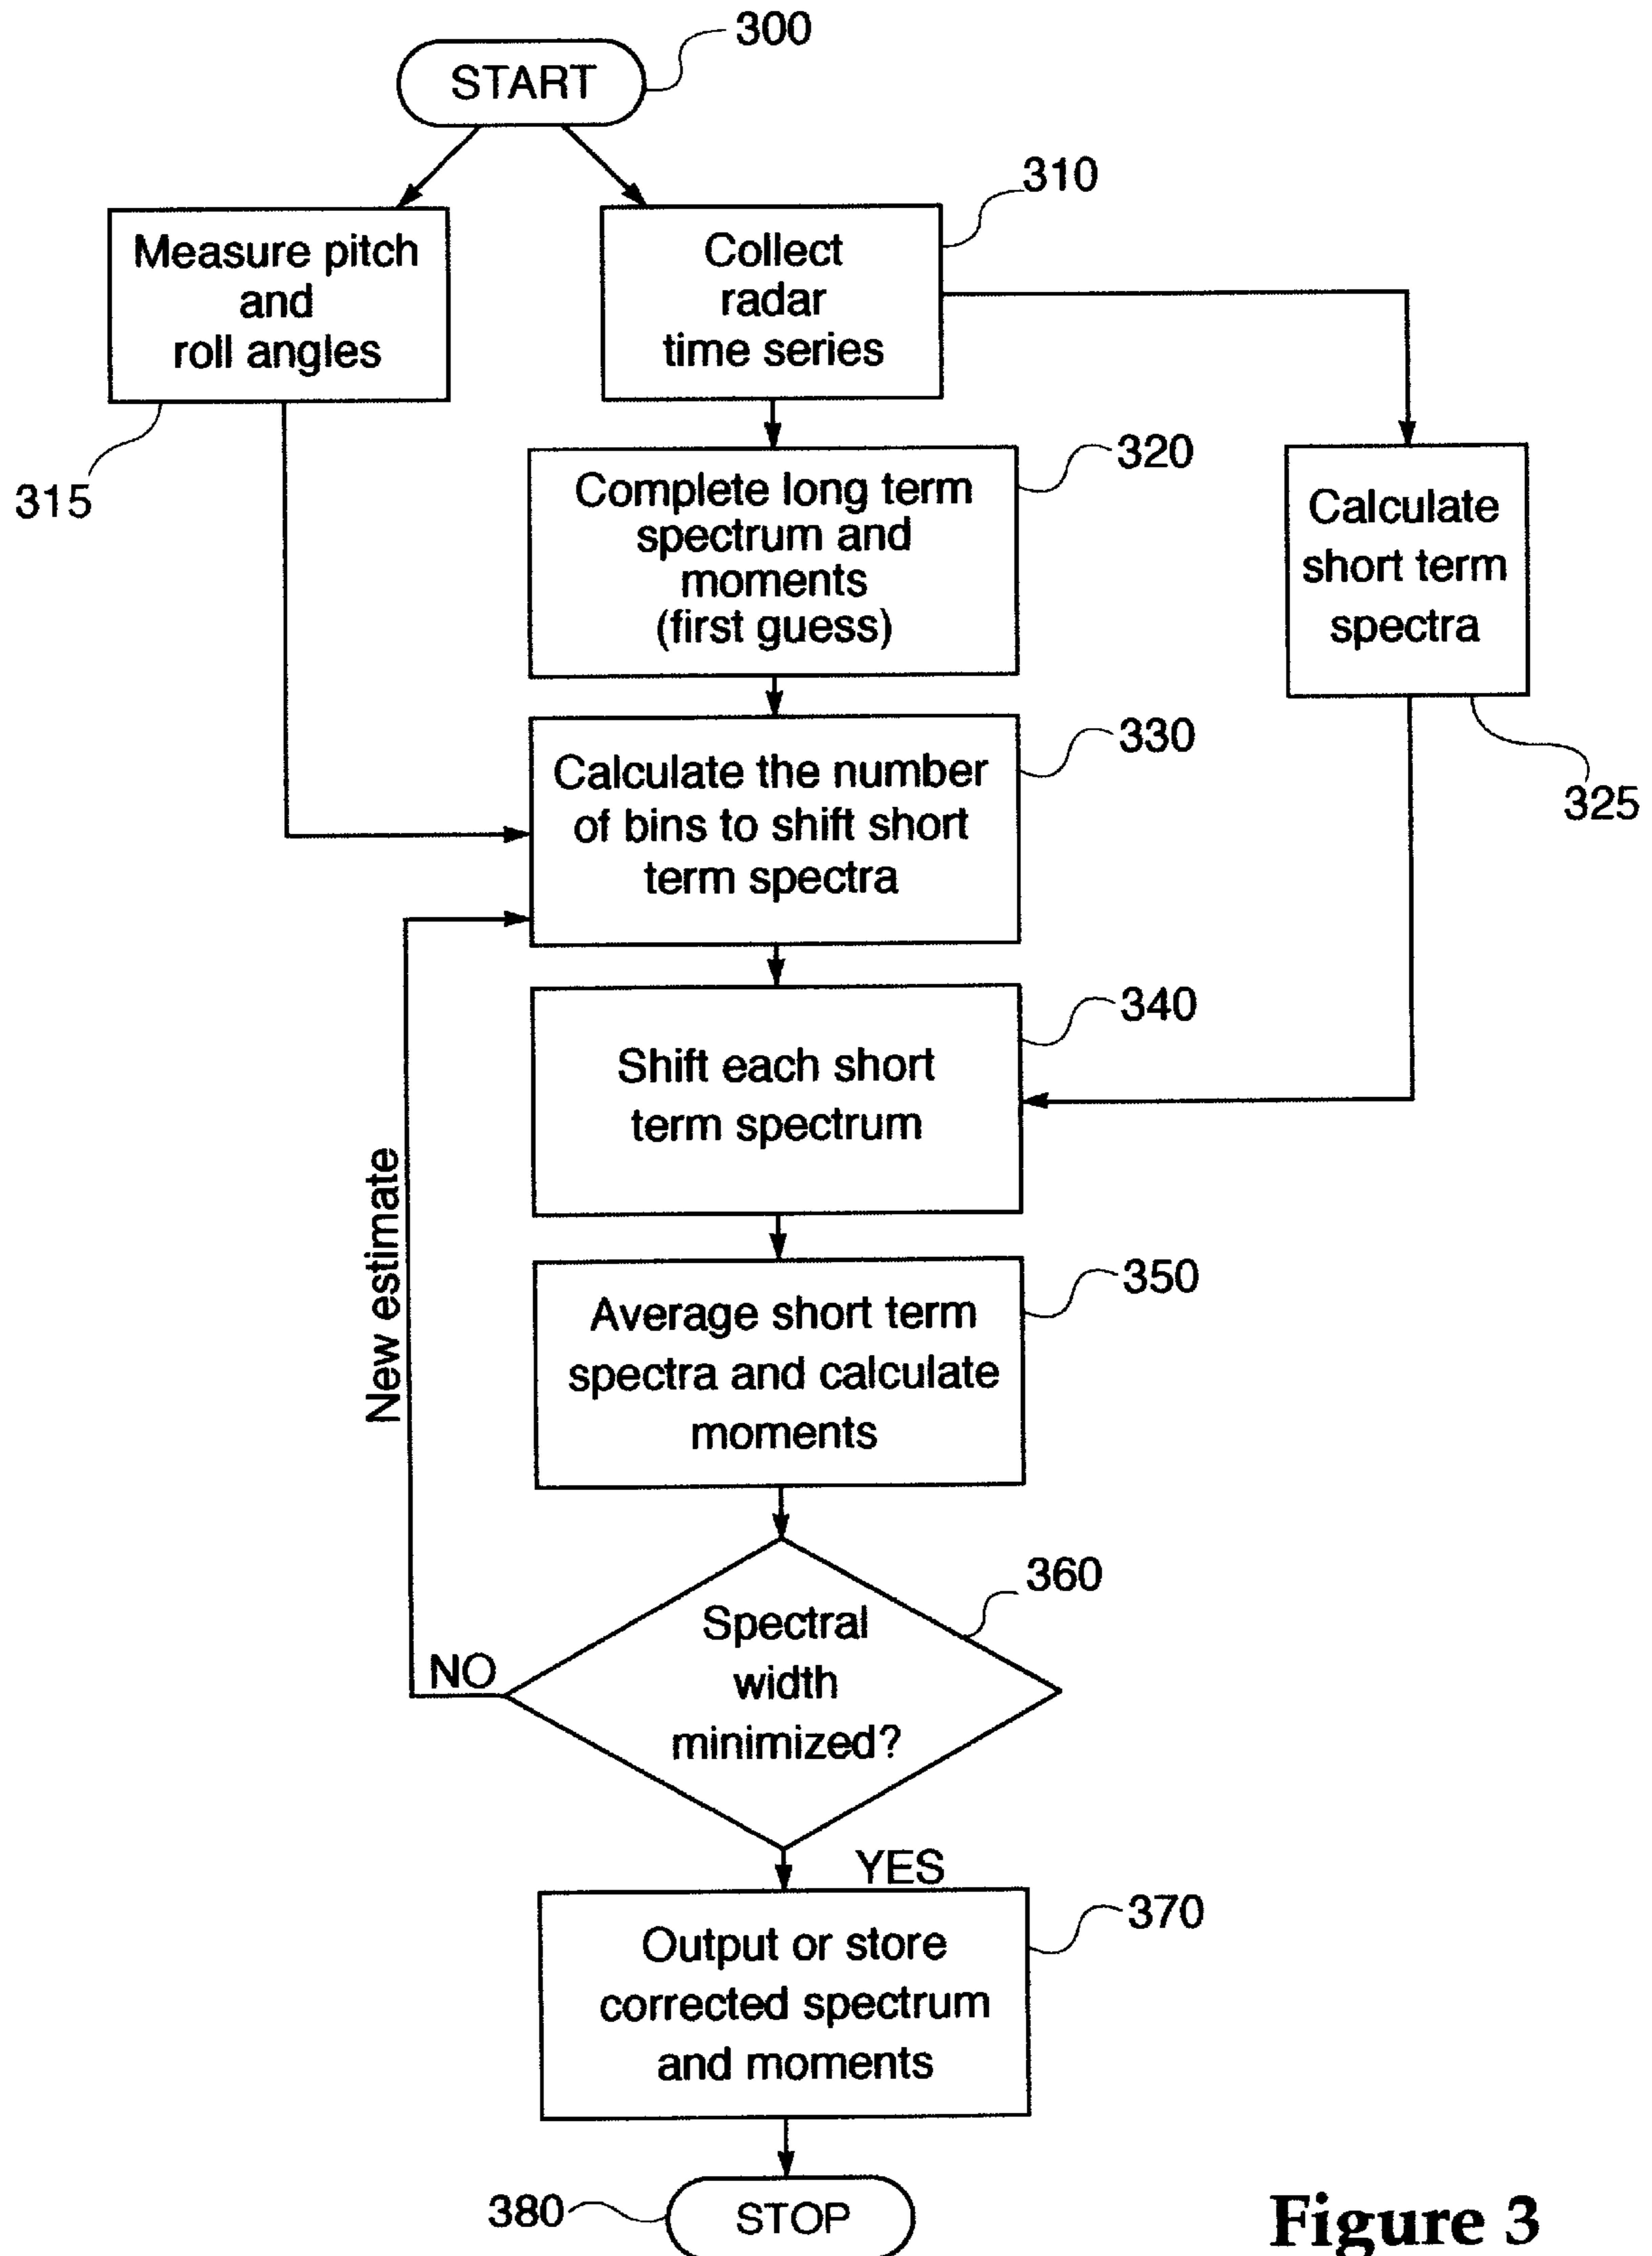 300
START
310
Measure pitch
and
roll angles
Collect
radar
time series
315
320
Complete long term
spectrum and
moments
(first guess)
Calculate
short term
spectra
325
330
Calculate the number
of bins to shift short
term spectra
340
Shift each short
term spectrum
New estimate
350
Average short term
spectra and calculate
moments
360
Spectral
width
minimized?
NO
YES
370
Output or store
corrected spectrum
and moments
380
STOP
Figure 3